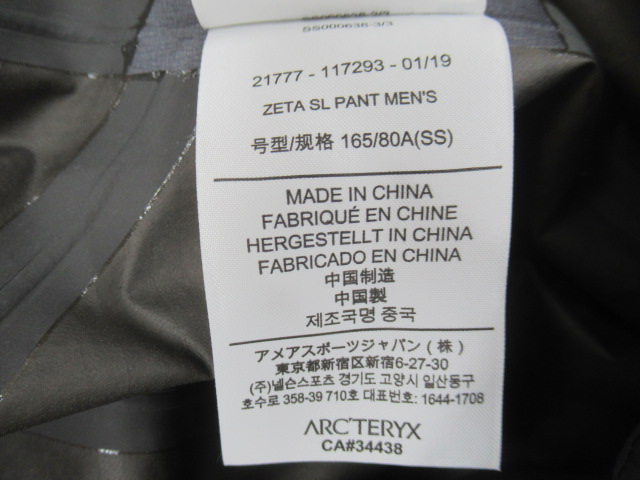 SS000638-3/3
21777 - 117293 - 01/19
ZETA SL PANT MEN'S
号型/规格 165/80A(SS)
MADE IN CHINA
FABRIQUÉ EN CHINE
HERGESTELLT IN CHINA
FABRICADO EN CHINA
中国制造
中国製
제조국명 중국
アメアスポーツジャパン（株）
東京都新宿区新宿6-27-30
(주)넬슨스포츠 경기도 고양시 일산동구
호수로 358-39 710호 대표번호: 1644-1708
ARC'TERYX
CA#34438